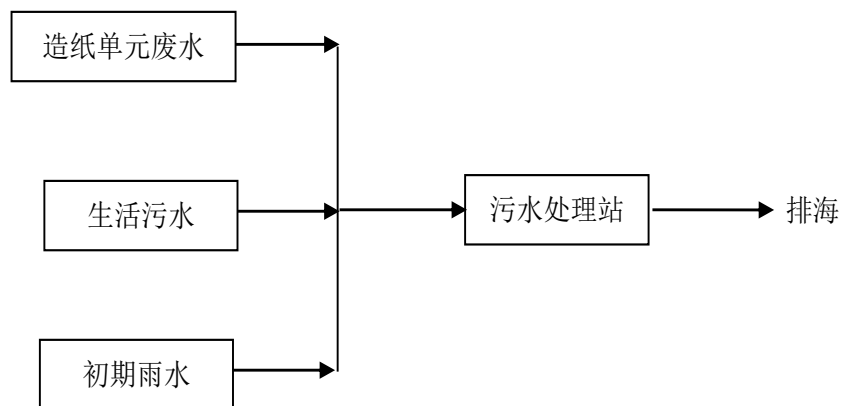 造纸单元废水
生活污水
污水处理站
排海
初期雨水